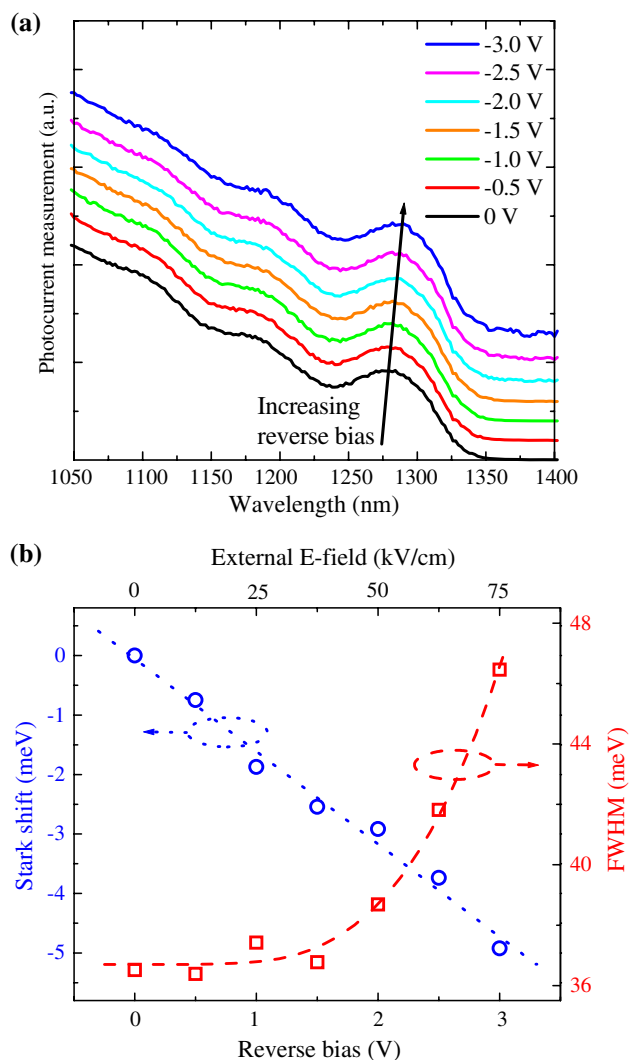 (a)
-3.0 V
-2.5 V
-2.0 V
-1.5 V
-1.0 V
-0.5 V
0 V
Photocurrent measurement (a.u.)
Increasing
reverse bias
1050 1100 1150 1200 1250 1300 1350 1400
Wavelength (nm)
(b)
External E-field (kV/cm)
0 25 50 75
Stark shift (meV)
0
-1
-2
-3
-4
-5
48
44
40
36
FWHM (meV)
0 1 2 3
Reverse bias (V)